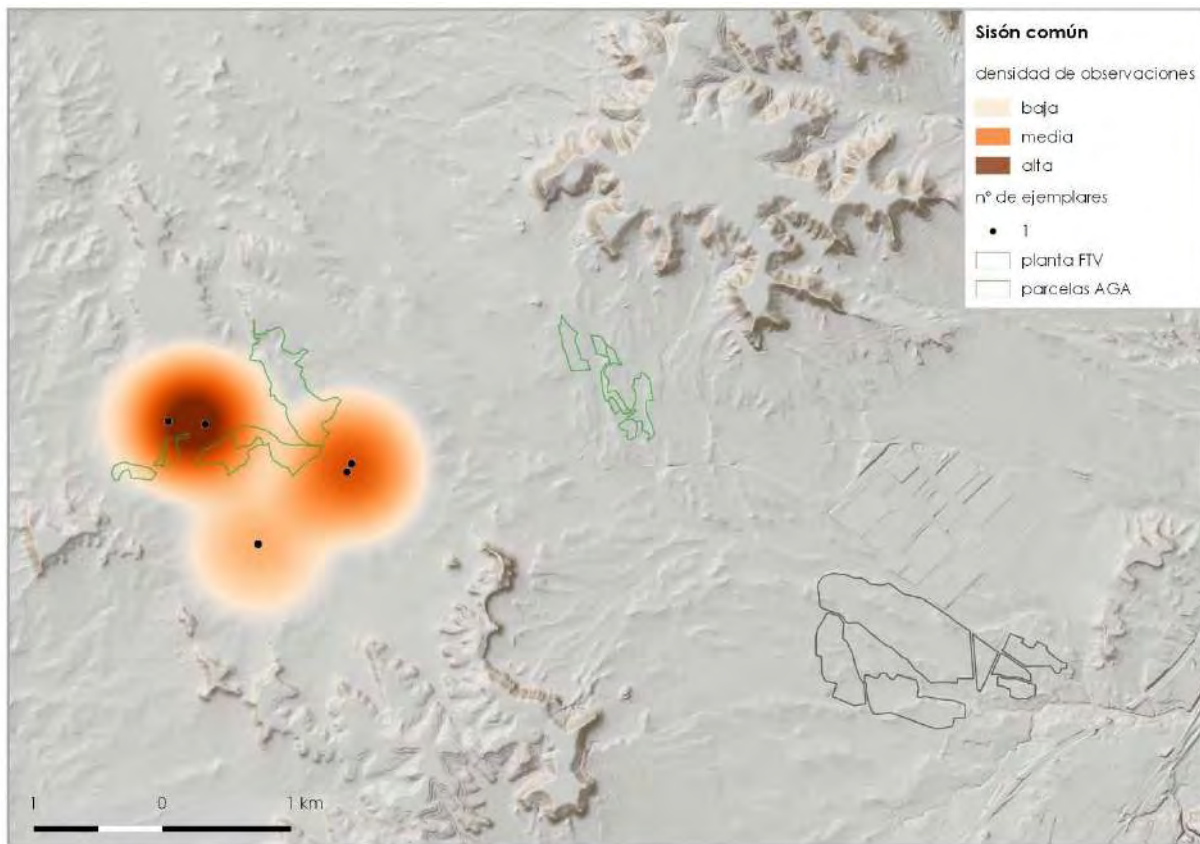 Sisón común
densidad de observaciones
baja
media
alta
nº de ejemplares
1
planta FTV
parcelas AGA
1 0 1 km